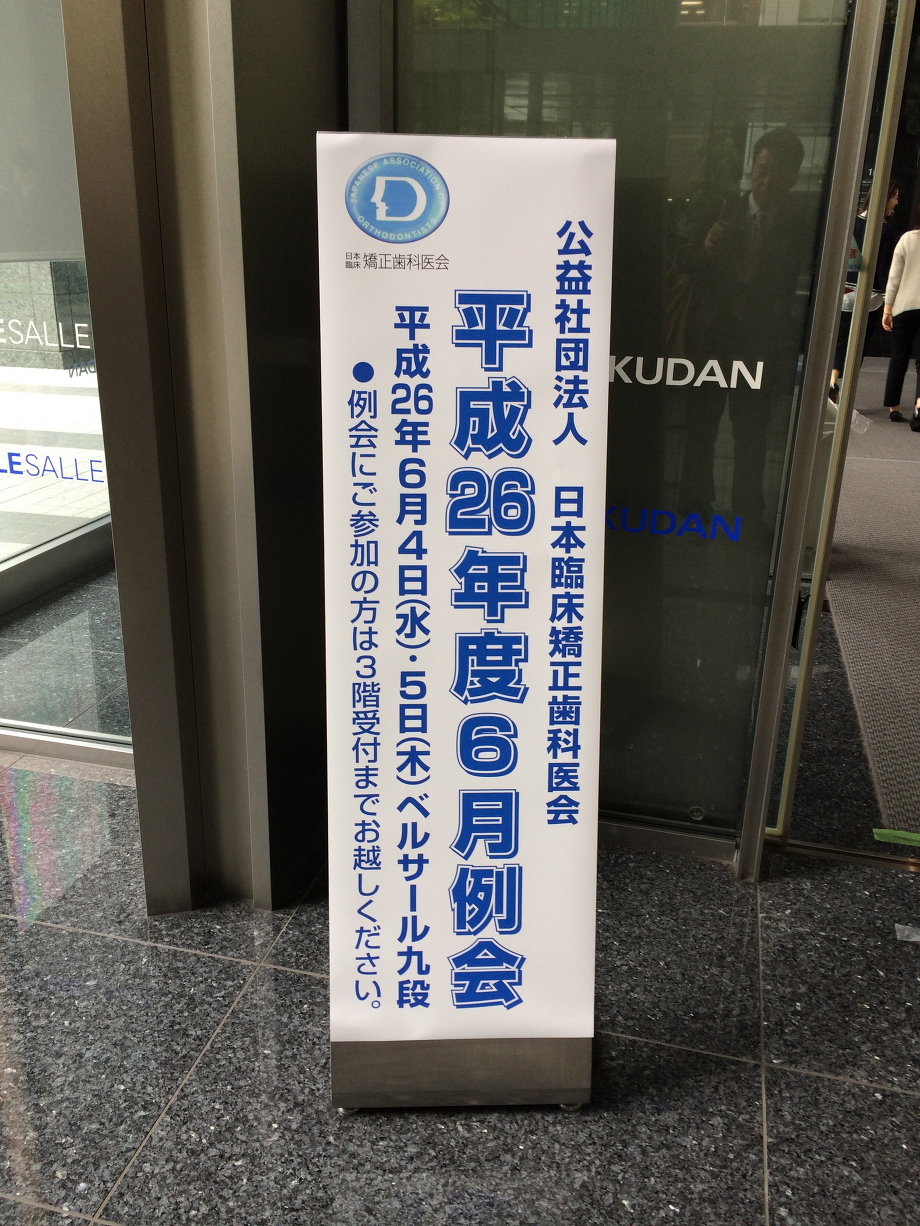 JAPANESE ASSOCIATION OF ORTHODONTISTS
日本臨床 矯正歯科医会
公益社団法人 日本臨床矯正歯科医会
平成26年度6月例会
平成26年6月4日(水)・5日(木)ベルサール九段
●例会にご参加の方は3階受付までお越しください。
ESALLE
LESALLE
KUDAN
KUDAN